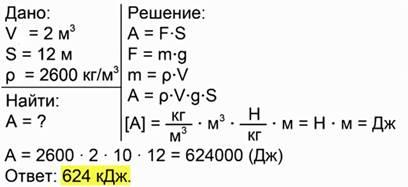 Дано:
V = 2 м³
S = 12 м
ρ = 2600 кг/м³
Найти:
A = ?
Решение:
A = F·S
F = m·g
m = ρ·V
A = ρ·V·g·S
[A] = кг/м³ · м³ · Н/кг · м = Н · м = Дж
A = 2600 · 2 · 10 · 12 = 624000 (Дж)
Ответ: 624 кДж.